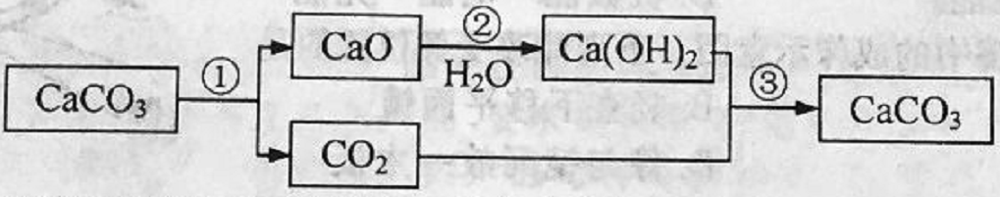 CaCO₃
①
CaO
②
H₂O
Ca(OH)₂
CO₂
③
CaCO₃